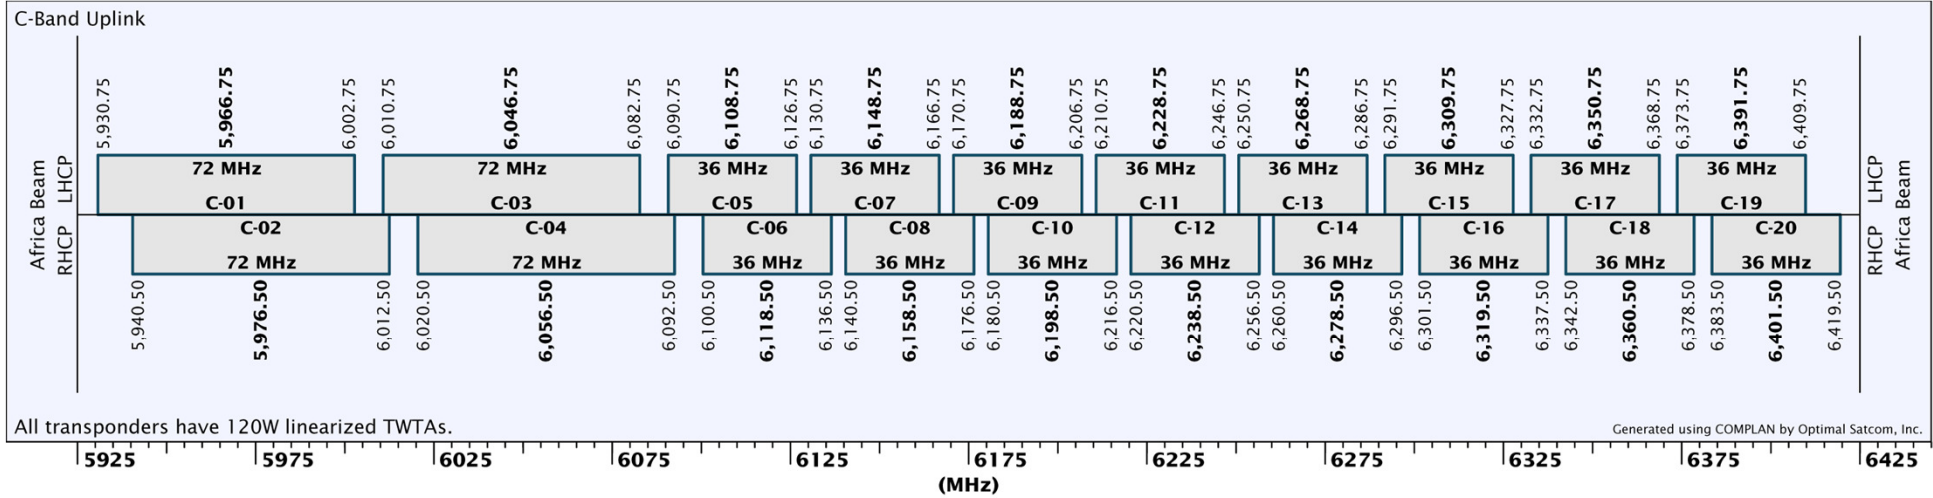 C-Band Uplink
5,930.75 5,966.75 6,002.75 6,010.75 6,046.75 6,082.75 6,090.75 6,108.75 6,126.75 6,130.75 6,148.75 6,166.75 6,170.75 6,188.75 6,206.75 6,210.75 6,228.75 6,246.75 6,250.75 6,268.75 6,286.75 6,291.75 6,309.75 6,327.75 6,332.75 6,350.75 6,368.75 6,373.75 6,391.75 6,409.75
Africa Beam
LHCP
RHCP
72 MHz 72 MHz 36 MHz 36 MHz 36 MHz 36 MHz 36 MHz 36 MHz 36 MHz 36 MHz
C-01 C-03 C-05 C-07 C-09 C-11 C-13 C-15 C-17 C-19
C-02 C-04 C-06 C-08 C-10 C-12 C-14 C-16 C-18 C-20
72 MHz 72 MHz 36 MHz 36 MHz 36 MHz 36 MHz 36 MHz 36 MHz 36 MHz 36 MHz
LHCP
RHCP
Africa Beam
5,940.50 5,976.50 6,012.50 6,020.50 6,056.50 6,092.50 6,100.50 6,118.50 6,136.50 6,140.50 6,158.50 6,176.50 6,180.50 6,198.50 6,216.50 6,220.50 6,238.50 6,256.50 6,260.50 6,278.50 6,296.50 6,301.50 6,319.50 6,337.50 6,342.50 6,360.50 6,378.50 6,383.50 6,401.50 6,419.50
All transponders have 120W linearized TWTAs.
Generated using COMPLAN by Optimal Satcom, Inc.
5925 5975 6025 6075 6125 6175 6225 6275 6325 6375 6425
(MHz)